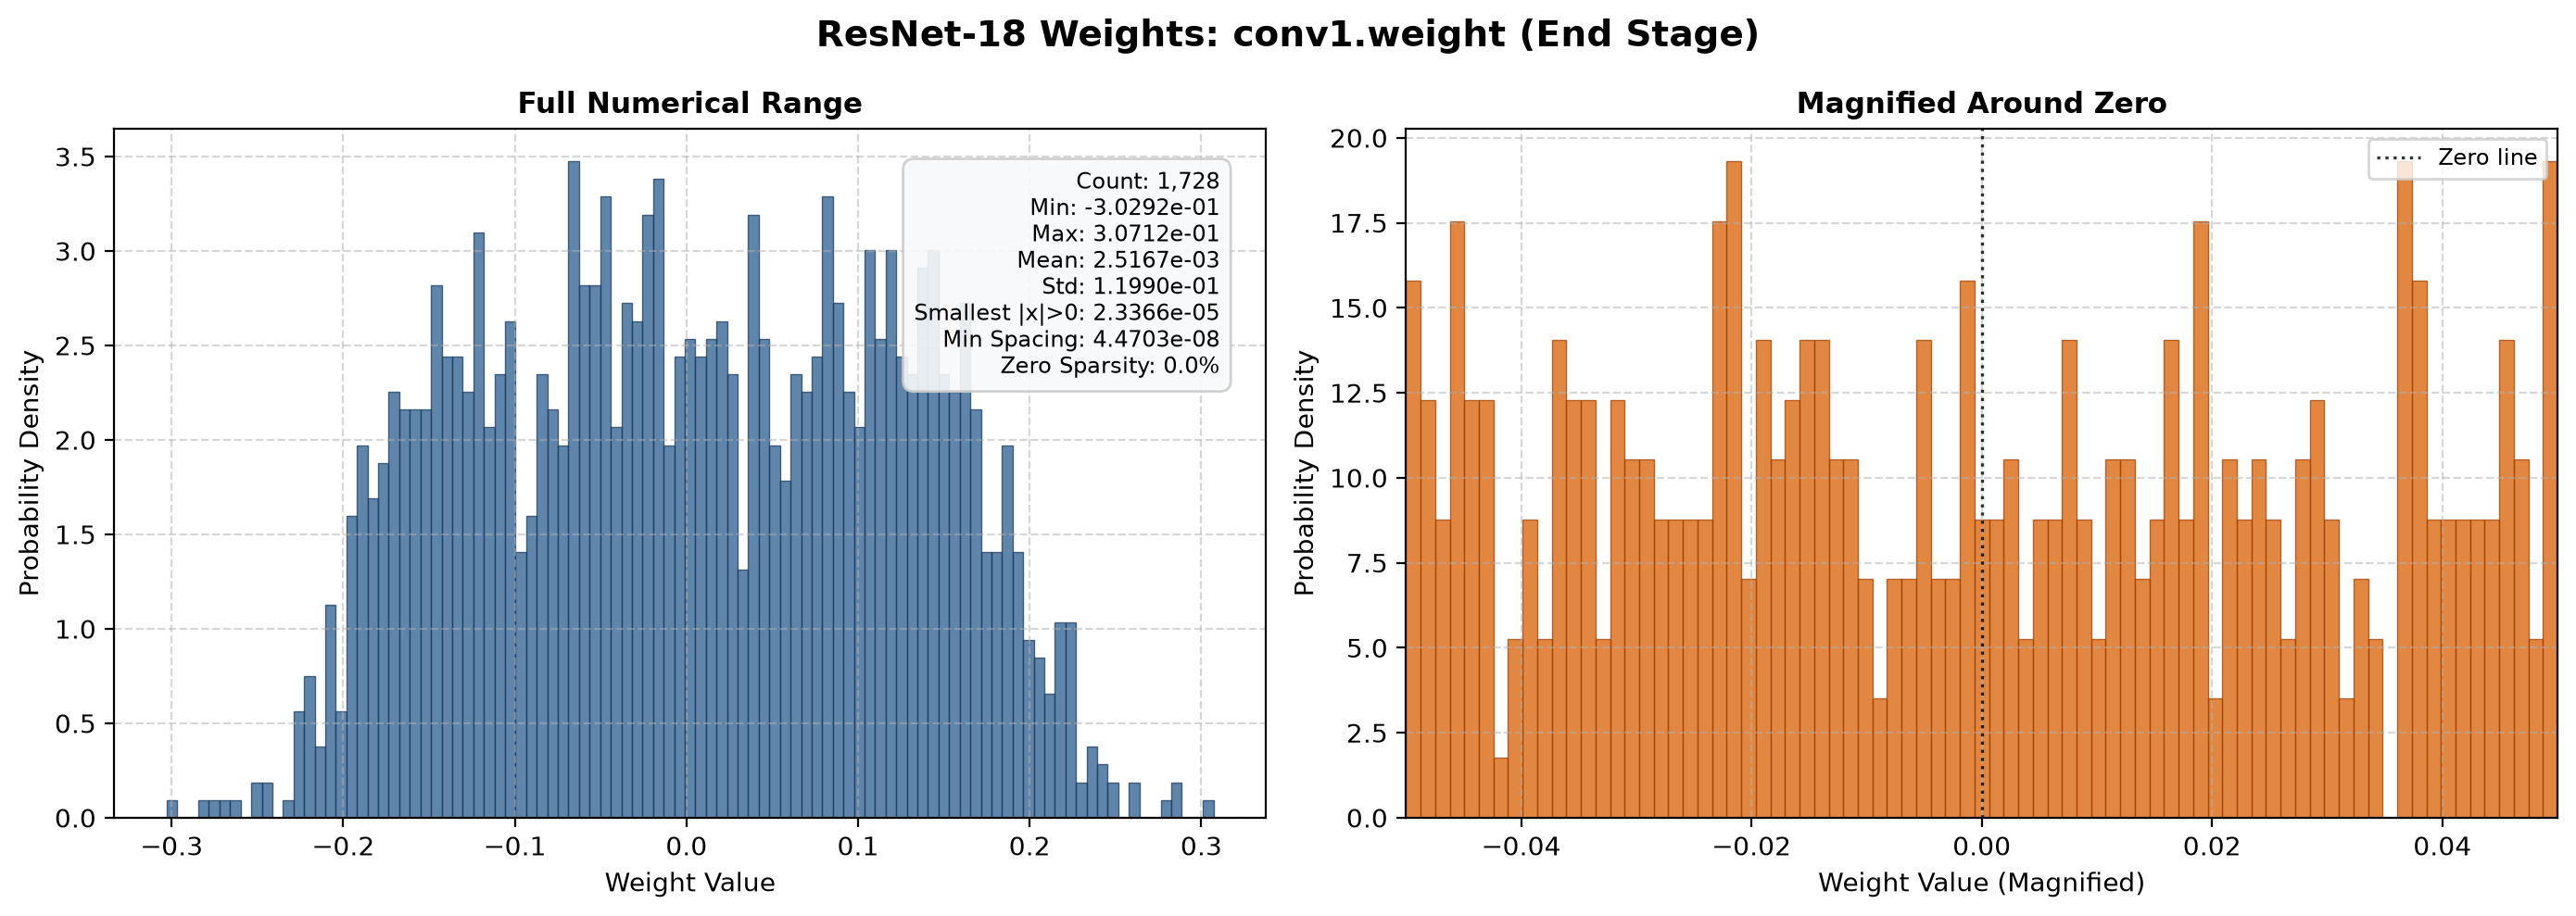 ResNet-18 Weights: conv1.weight (End Stage)
Full Numerical Range
Probability Density
3.5
3.0
2.5
2.0
1.5
1.0
0.5
0.0
Count: 1,728
Min: -3.0292e-01
Max: 3.0712e-01
Mean: 2.5167e-03
Std: 1.1990e-01
Smallest |x|>0: 2.3366e-05
Min Spacing: 4.4703e-08
Zero Sparsity: 0.0%
−0.3 −0.2 −0.1 0.0 0.1 0.2 0.3
Weight Value
Magnified Around Zero
Probability Density
20.0
17.5
15.0
12.5
10.0
7.5
5.0
2.5
0.0
Zero line
−0.04 −0.02 0.00 0.02 0.04
Weight Value (Magnified)